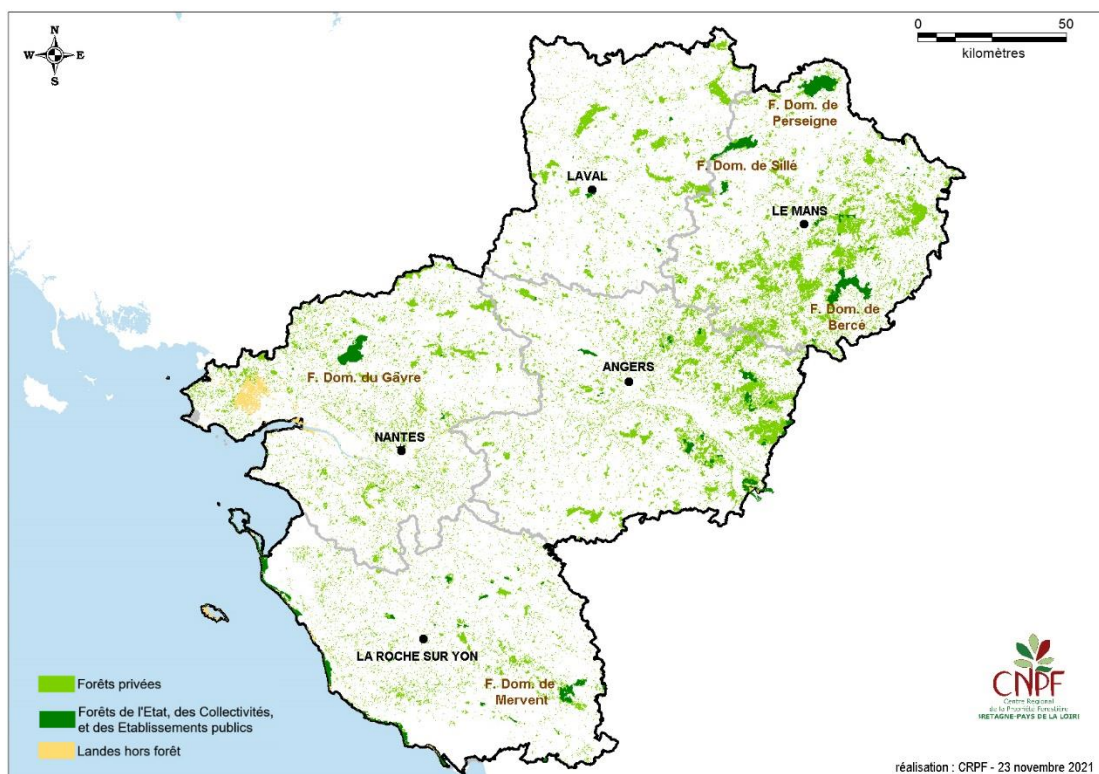 N
W E
S
0 50
kilomètres
F. Dom. de
Perseigne
F. Dom. de Sillé
LAVAL
LE MANS
F. Dom. de
Bercé
ANGERS
F. Dom. du Gâvre
NANTES
LA ROCHE SUR YON
F. Dom. de
Mervent
Forêts privées
Forêts de l'Etat, des Collectivités,
et des Etablissements publics
Landes hors forêt
CNPF
Centre Regional
de la Propriété Forestière
BRETAGNE-PAYS DE LA LOIRE
réalisation : CRPF - 23 novembre 2021